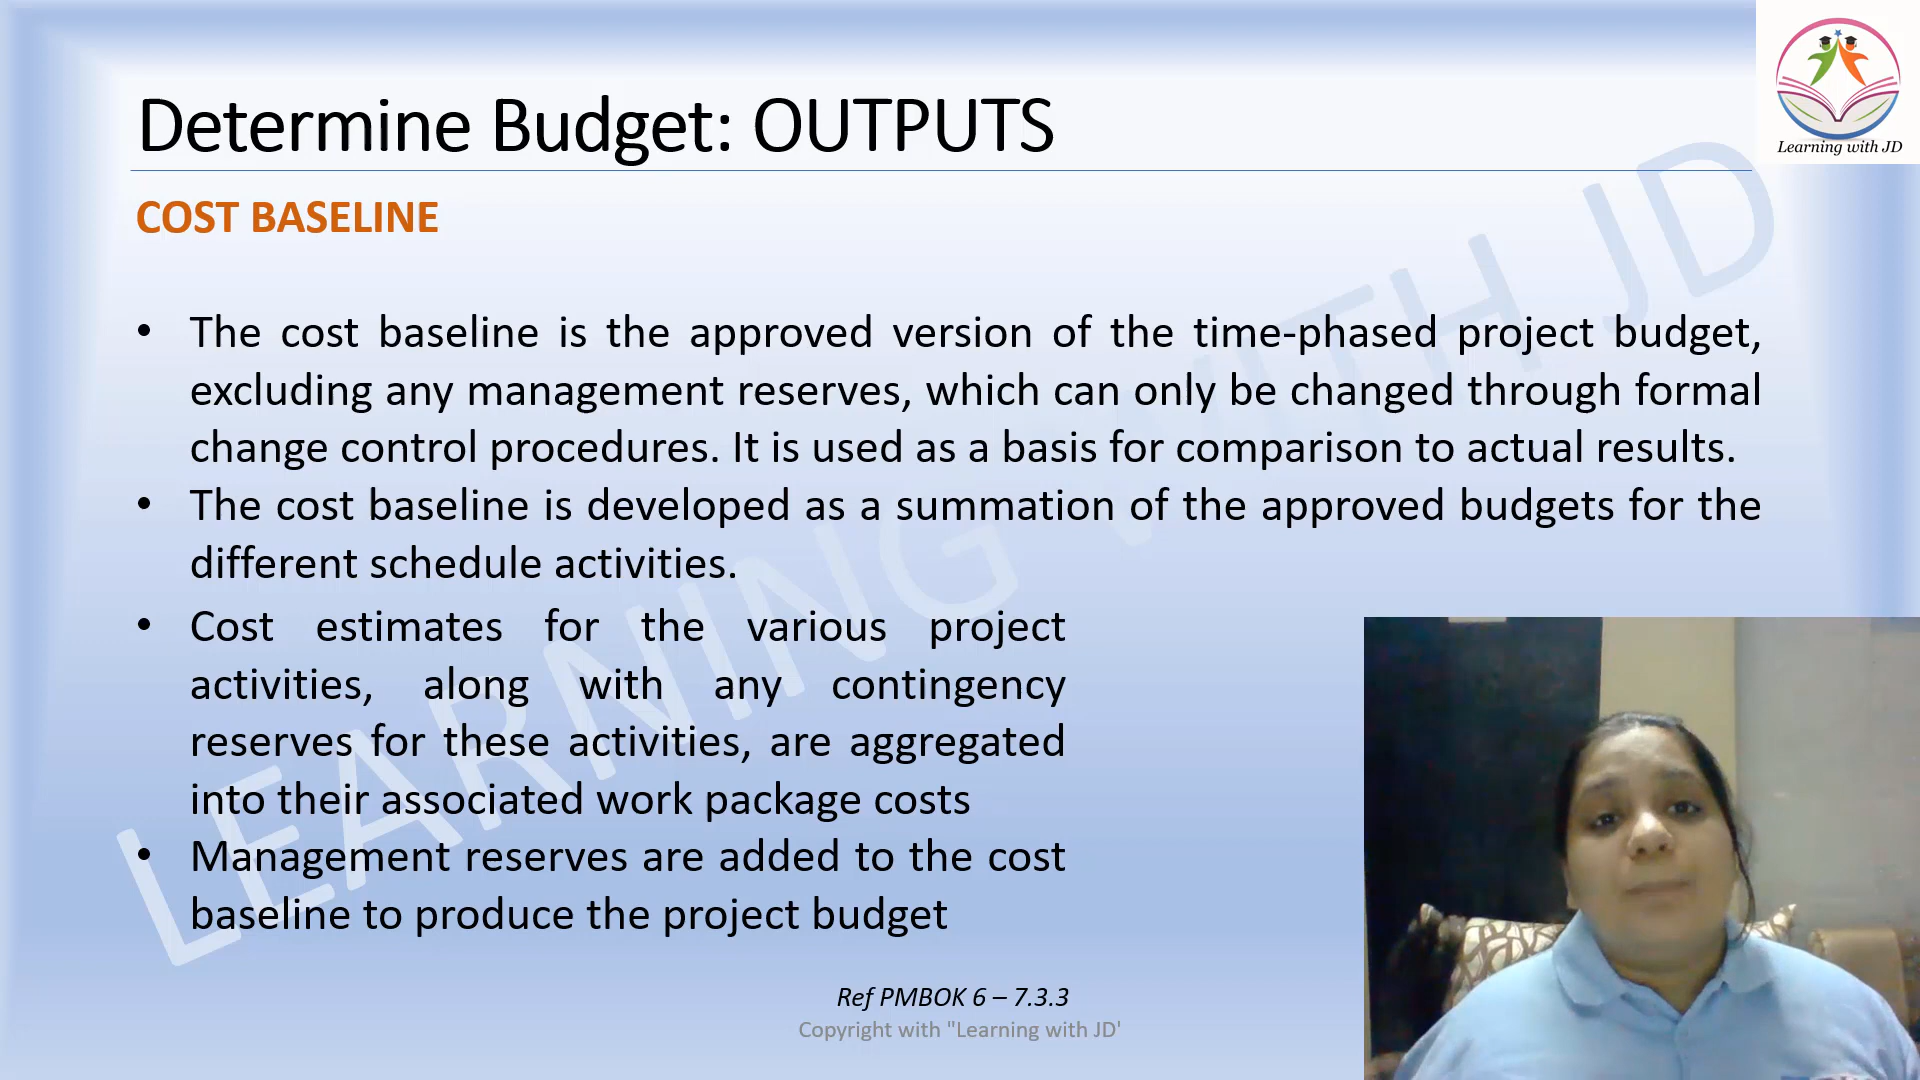 Determine Budget: OUTPUTS
Learning with JD
COST BASELINE
• The cost baseline is the approved version of the time-phased project budget,
excluding any management reserves, which can only be changed through formal
change control procedures. It is used as a basis for comparison to actual results.
• The cost baseline is developed as a summation of the approved budgets for the
different schedule activities.
• Cost estimates for the various project
activities, along with any contingency
reserves for these activities, are aggregated
into their associated work package costs
• Management reserves are added to the cost
baseline to produce the project budget
LEARNING WITH JD
Ref PMBOK 6 – 7.3.3
Copyright with "Learning with JD'